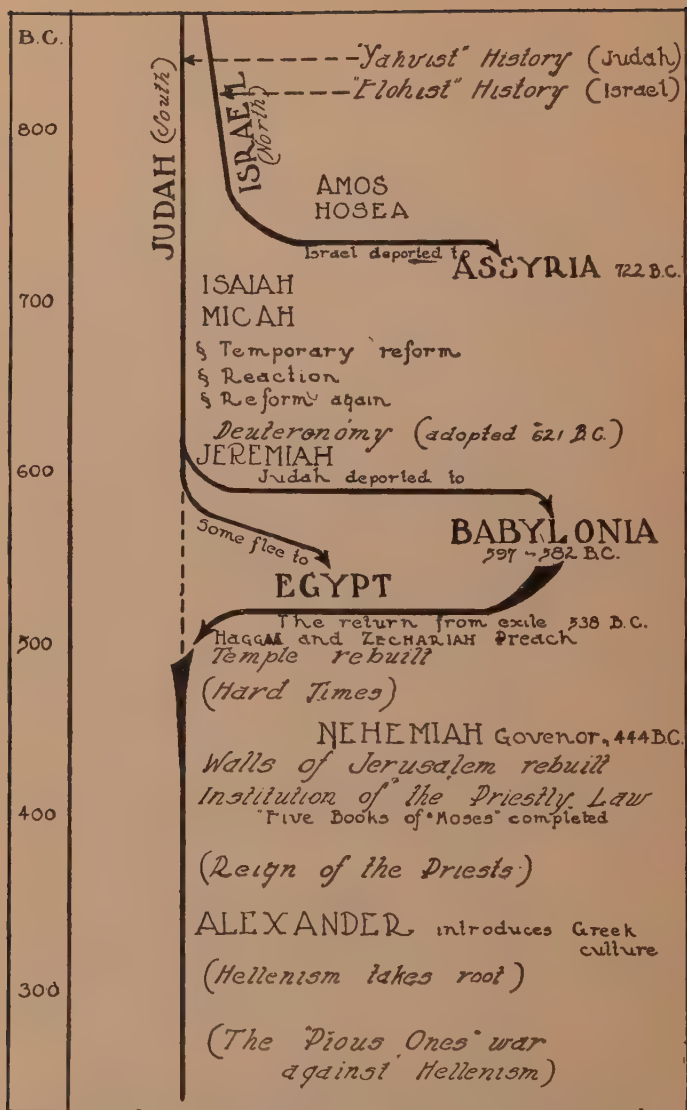 B.C.
"Yahvist" History (Judah)
"Elohist" History (Israel)
800
JUDAH (South)
ISRAEL
(North)
AMOS
HOSEA
Israel deported to
ASSYRIA 722 B.C.
ISAIAH
700
MICAH
§ Temporary reform
§ Reaction
§ Reform again
Deuteronomy (adopted 621 B.C.)
JEREMIAH
600
Judah deported to
Some flee to
BABYLONIA
597-582 B.C.
EGYPT
The return from exile 538 B.C.
HAGGAI and ZECHARIAH Preach
500
Temple rebuilt
(Hard Times)
NEHEMIAH Govenor, 444 B.C.
Walls of Jerusalem rebuilt
Institution of the Priestly Law
400
"Five Books of "Moses" completed
(Reign of the Priests)
ALEXANDER introduces Greek
culture
(Hellenism takes root)
300
(The "Pious Ones" war
against Hellenism)